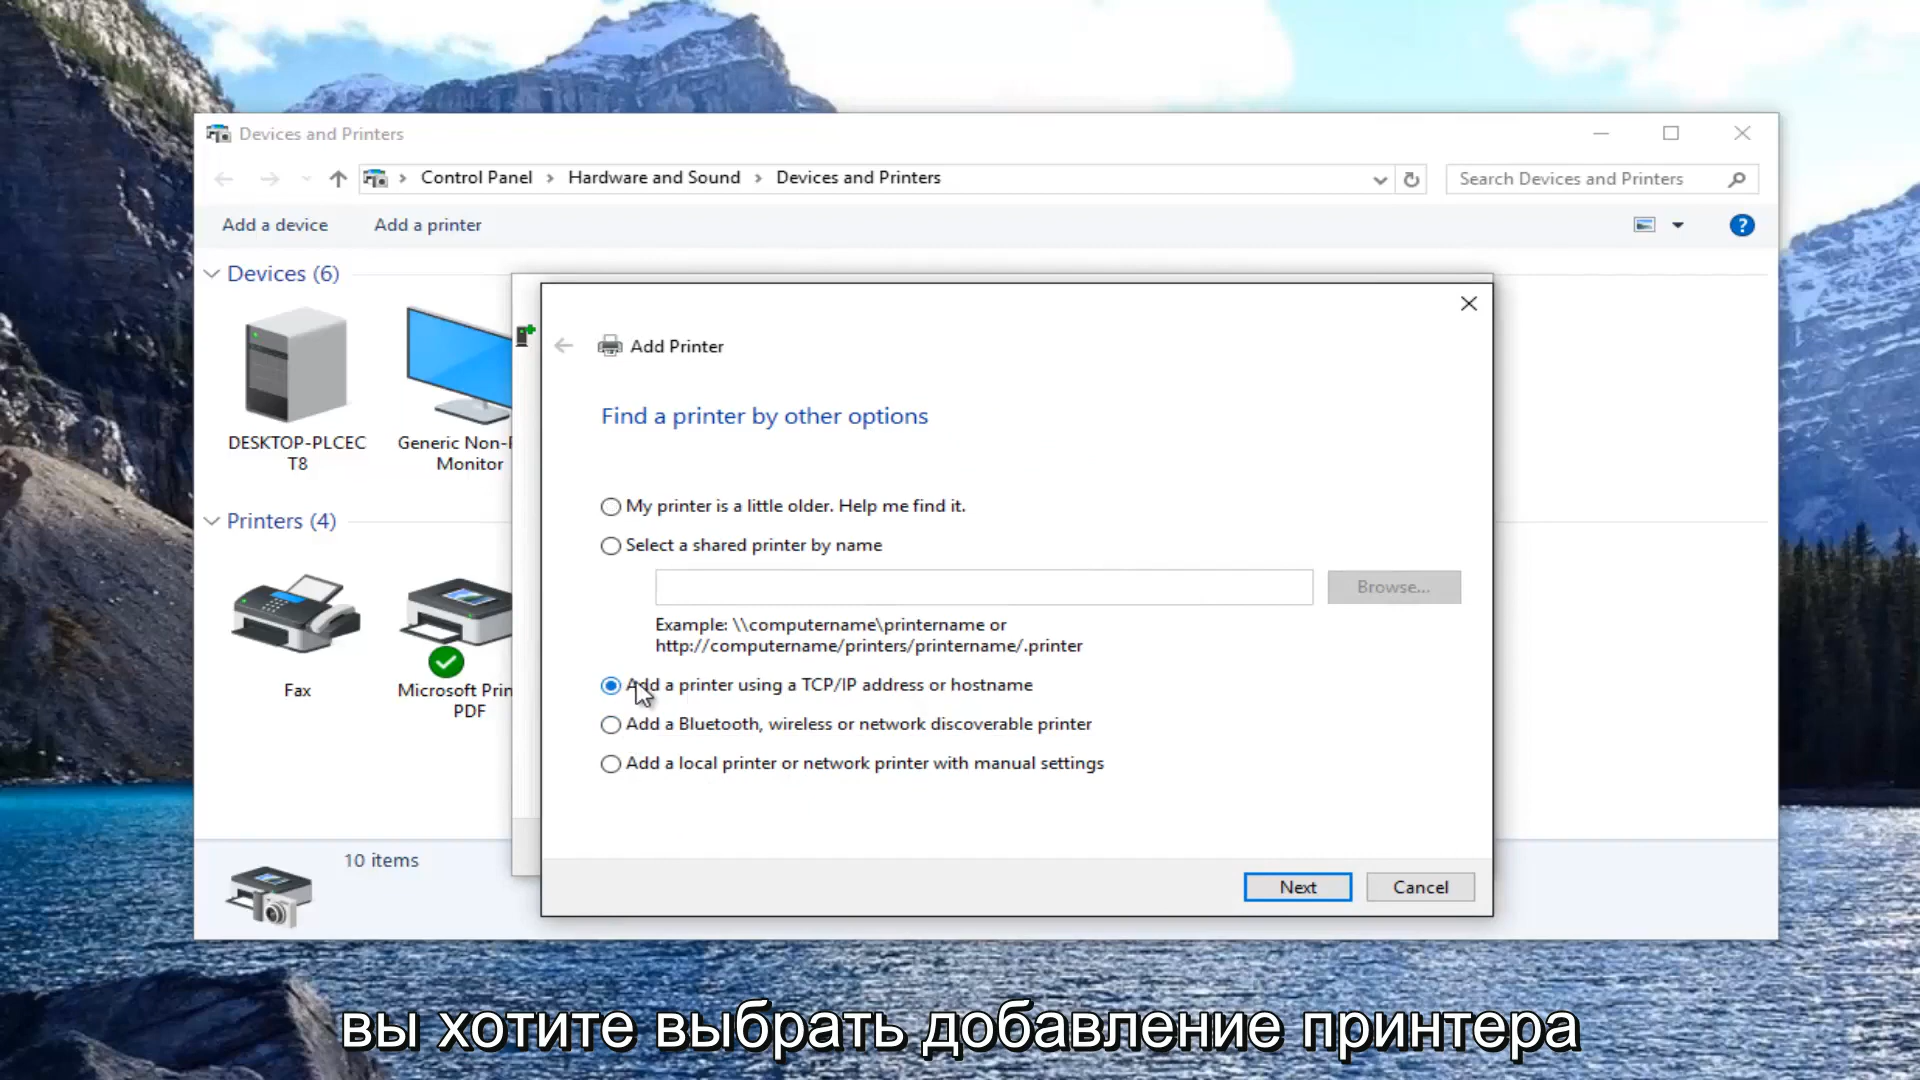 Devices and Printers
Control Panel > Hardware and Sound > Devices and Printers
Search Devices and Printers
Add a device
Add a printer
?
Devices (6)
DESKTOP-PLCEC
T8
Generic Non-
Monitor
Printers (4)
Fax
Microsoft Prin
PDF
10 items
Add Printer
Find a printer by other options
My printer is a little older. Help me find it.
Select a shared printer by name
Browse...
Example: \\computername\printername or
http://computername/printers/printername/.printer
Add a printer using a TCP/IP address or hostname
Add a Bluetooth, wireless or network discoverable printer
Add a local printer or network printer with manual settings
Next
Cancel
вы хотите выбрать добавление принтера